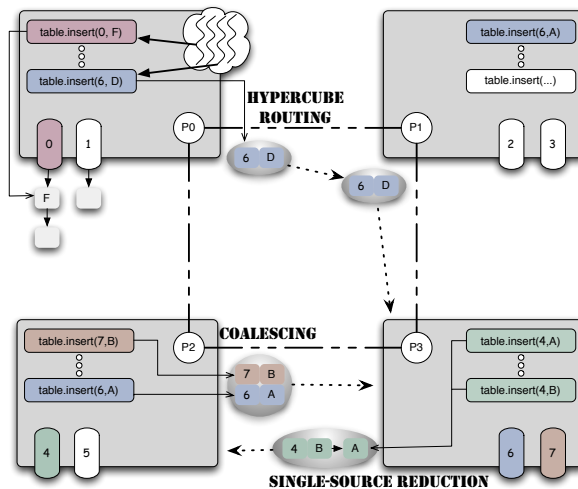 table.insert(0, F)
table.insert(6, D)
P0
0
1
F
HYPERCUBE
ROUTING
6 D
6 D
table.insert(6,A)
table.insert(...)
P1
2
3
table.insert(7,B)
table.insert(6,A)
P2
4
5
COALESCING
7 B
6 A
4 B A
SINGLE-SOURCE REDUCTION
P3
table.insert(4,A)
table.insert(4,B)
6
7